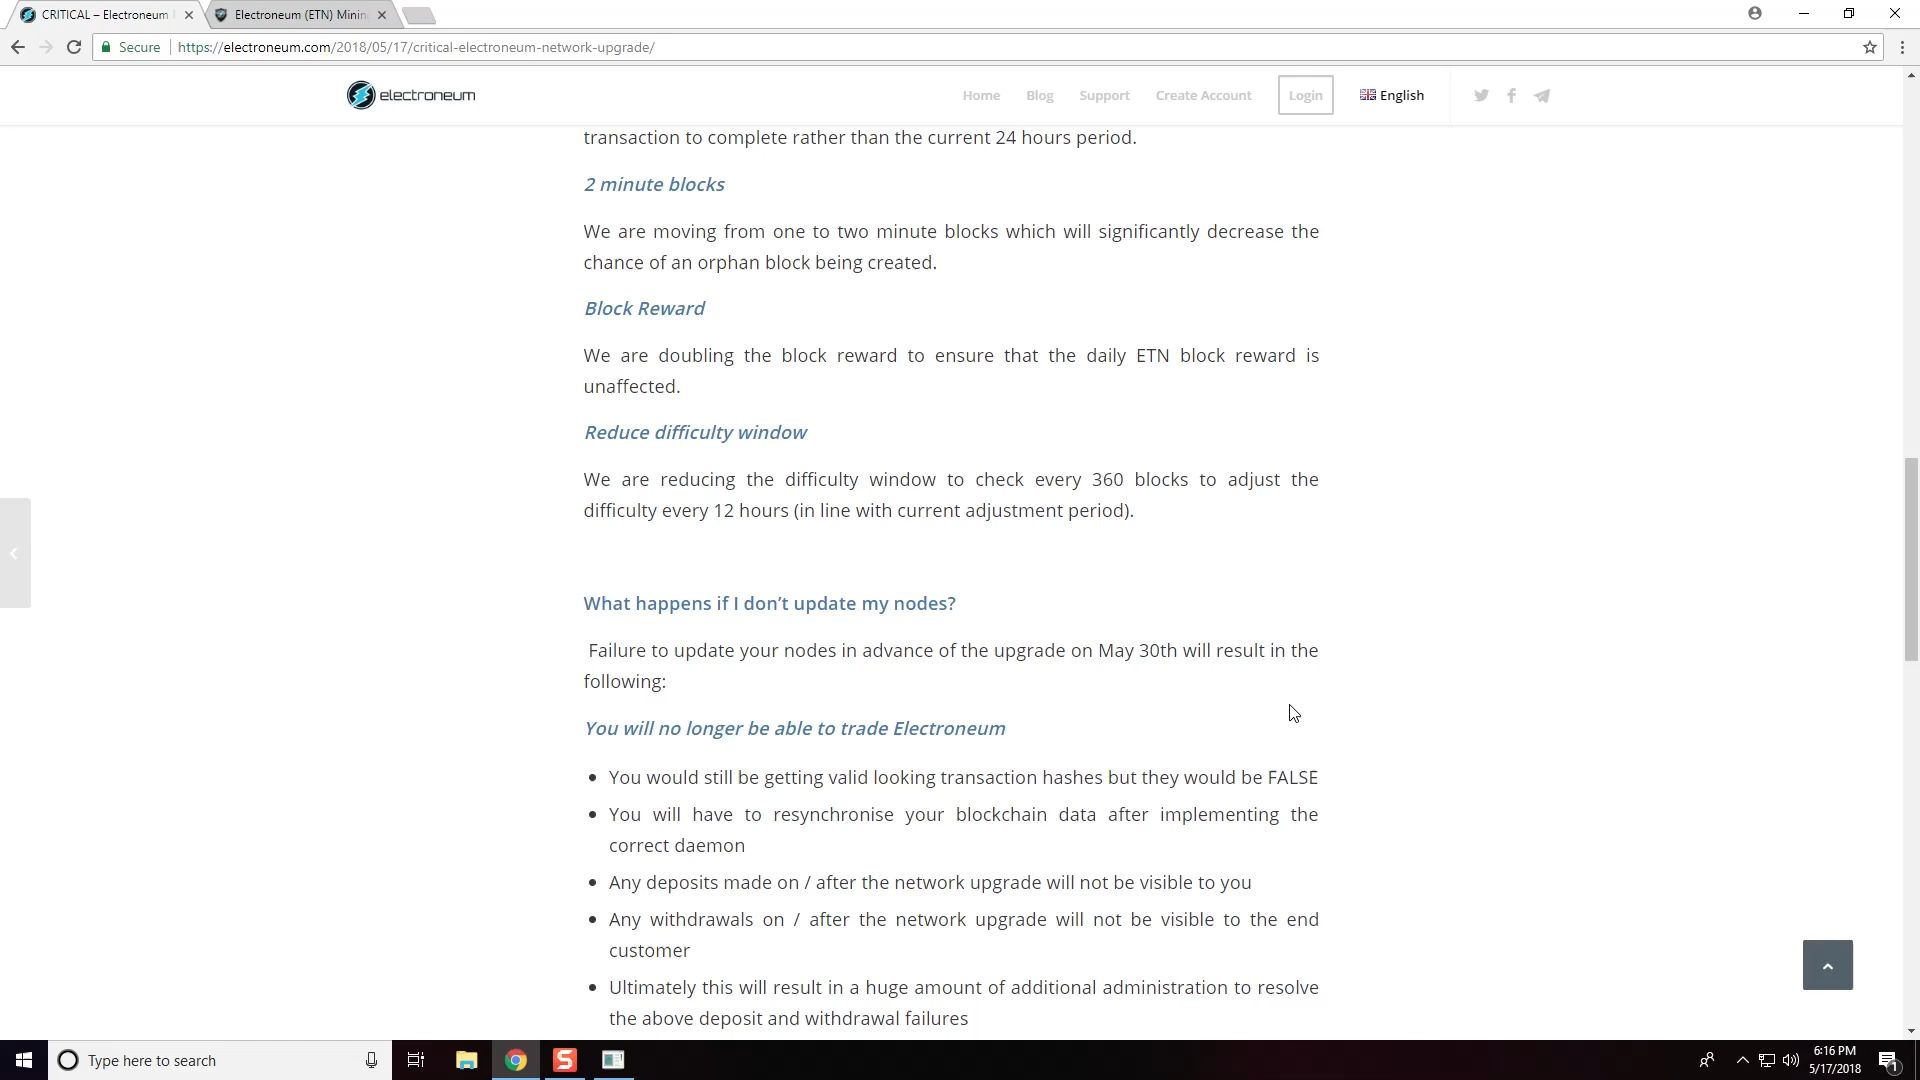 CRITICAL – Electroneum
Electroneum (ETN) Minin
Secure
https://electroneum.com/2018/05/17/critical-electroneum-network-upgrade/
electroneum
Home
Blog
Support
Create Account
Login
English
transaction to complete rather than the current 24 hours period.
2 minute blocks
We are moving from one to two minute blocks which will significantly decrease the
chance of an orphan block being created.
Block Reward
We are doubling the block reward to ensure that the daily ETN block reward is
unaffected.
Reduce difficulty window
We are reducing the difficulty window to check every 360 blocks to adjust the
difficulty every 12 hours (in line with current adjustment period).
What happens if I don’t update my nodes?
Failure to update your nodes in advance of the upgrade on May 30th will result in the
following:
You will no longer be able to trade Electroneum
• You would still be getting valid looking transaction hashes but they would be FALSE
• You will have to resynchronise your blockchain data after implementing the
correct daemon
• Any deposits made on / after the network upgrade will not be visible to you
• Any withdrawals on / after the network upgrade will not be visible to the end
customer
• Ultimately this will result in a huge amount of additional administration to resolve
the above deposit and withdrawal failures
Type here to search
S
6:16 PM
5/17/2018
1